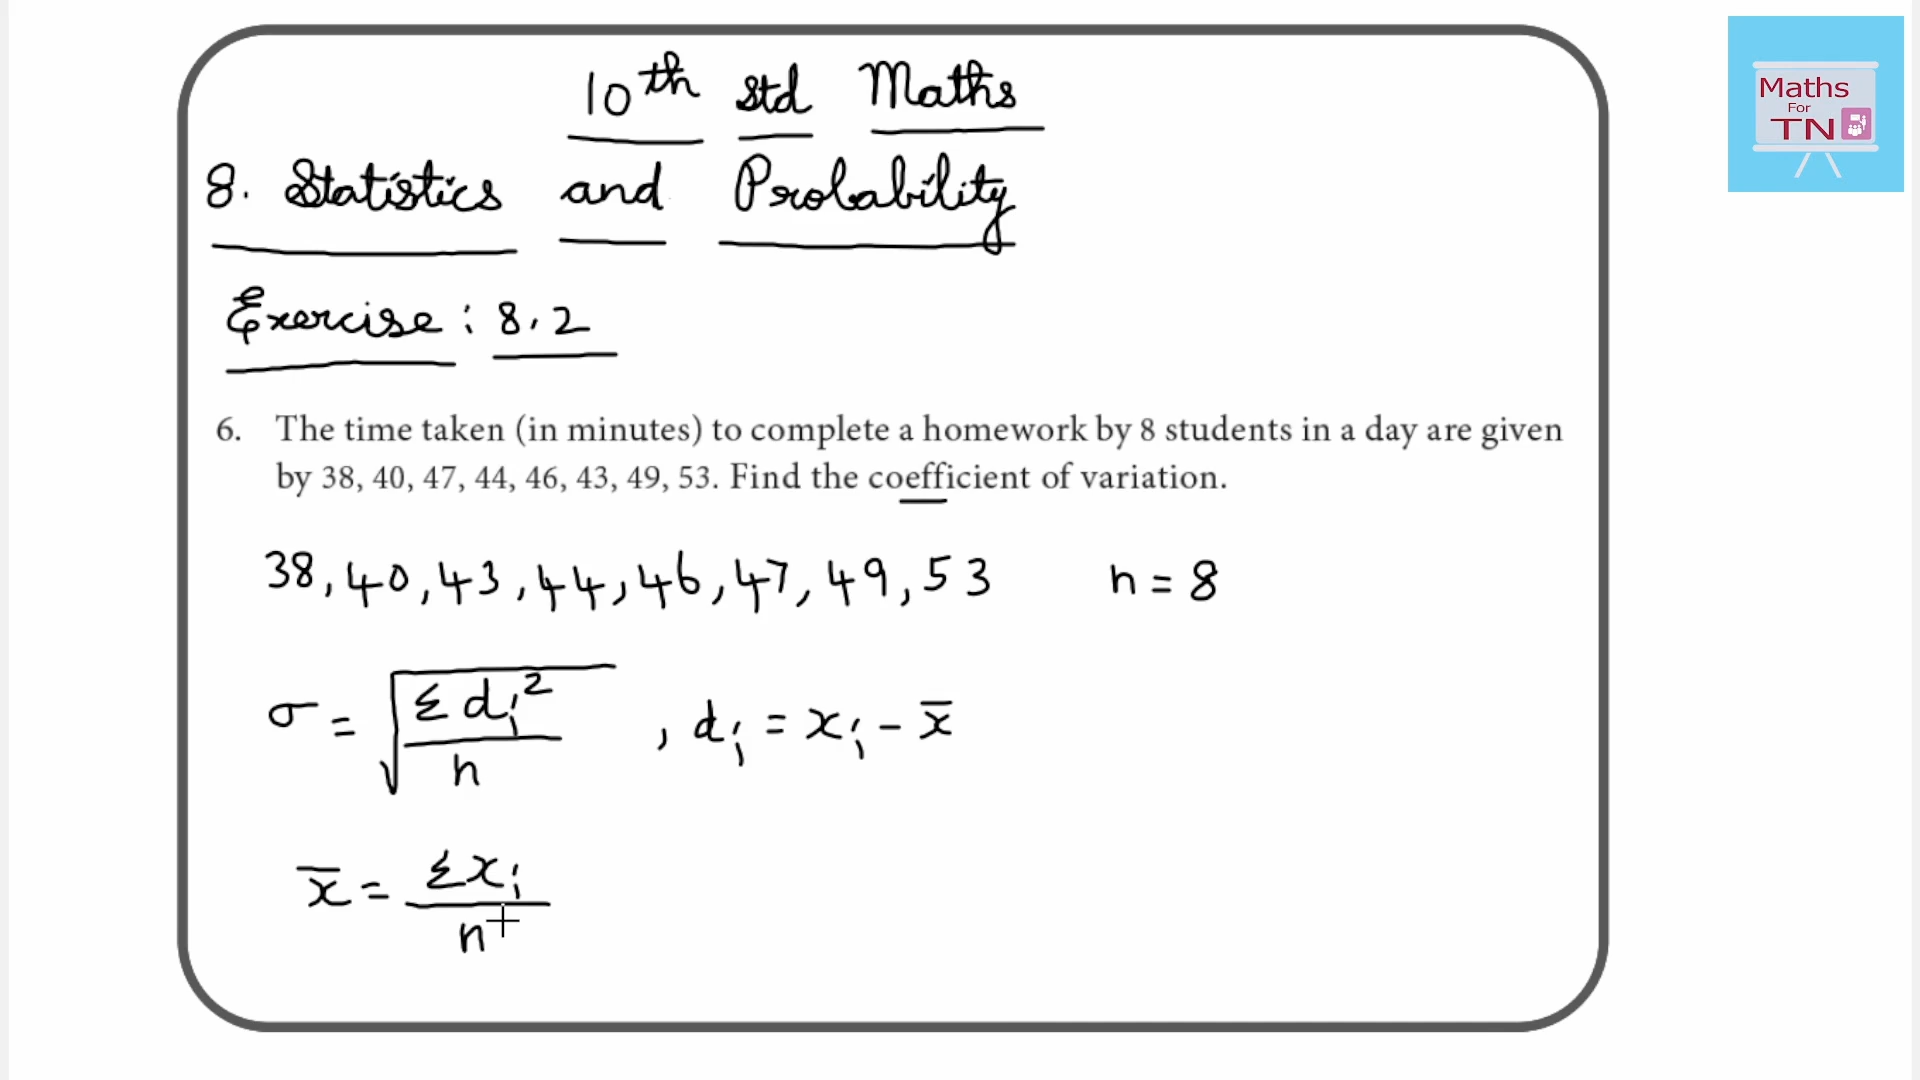 10th std Maths
Maths
For
TN
8. Statistics and Probability
Exercise : 8.2
6. The time taken (in minutes) to complete a homework by 8 students in a day are given
by 38, 40, 47, 44, 46, 43, 49, 53. Find the coefficient of variation.
38, 40, 43, 44, 46, 47, 49, 53 n = 8
σ = √(Σdᵢ²/n) , dᵢ = xᵢ - x̄
x̄ = Σxᵢ/n